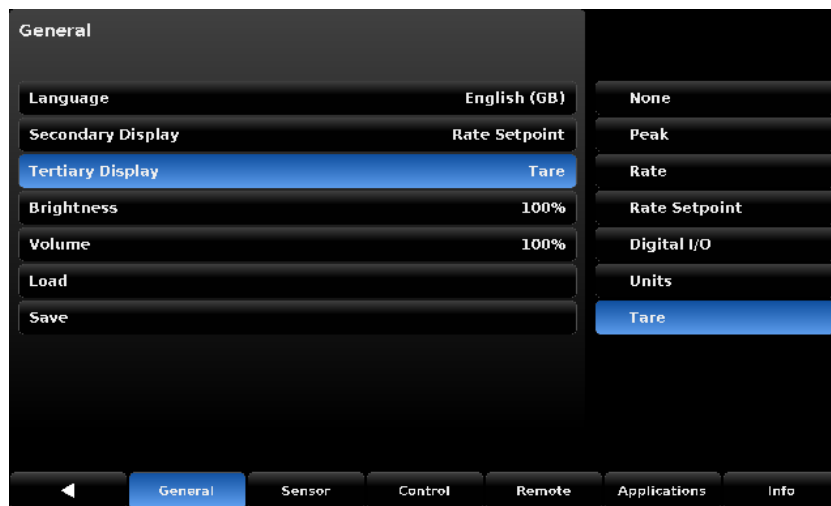 General
Language English (GB)
Secondary Display Rate Setpoint
Tertiary Display Tare
Brightness 100%
Volume 100%
Load
Save
None
Peak
Rate
Rate Setpoint
Digital I/O
Units
Tare
General Sensor Control Remote Applications Info